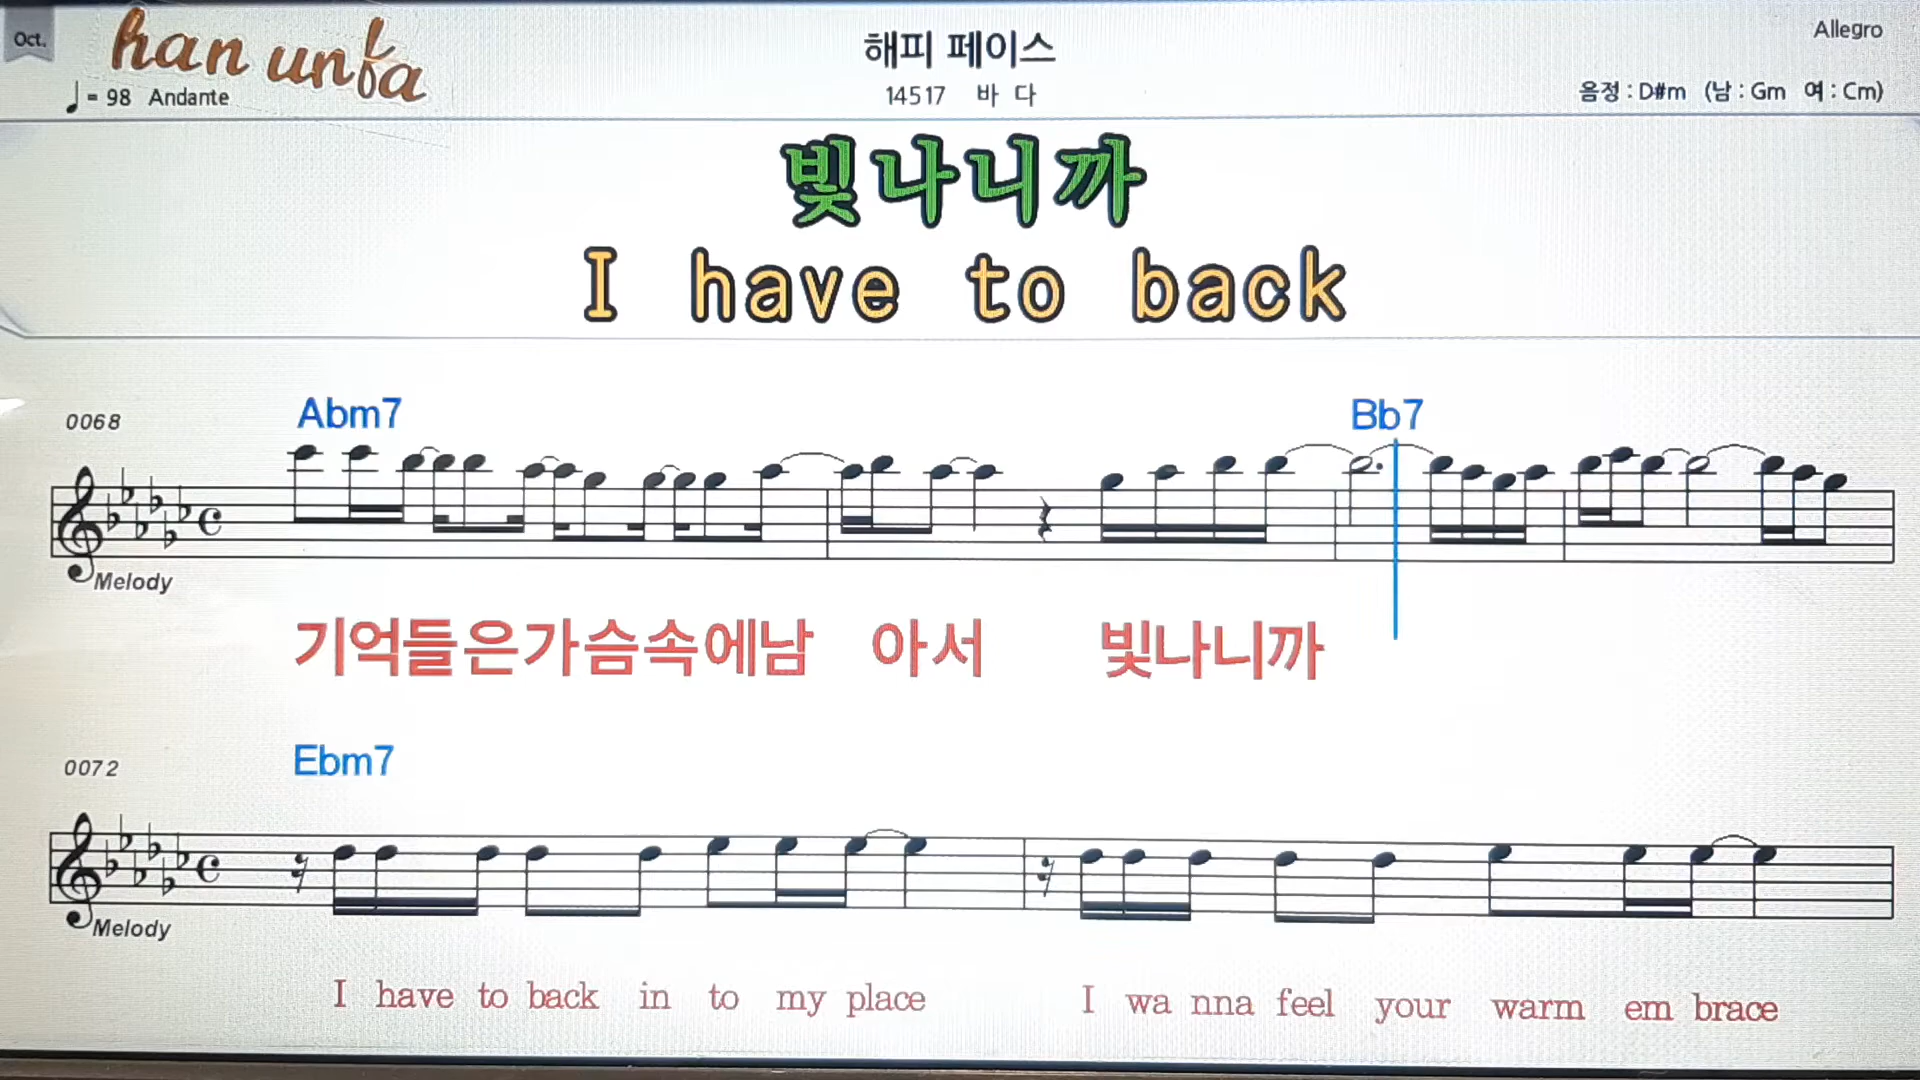 Oct.
han unfa
해피 페이스
Allegro
= 98 Andante
14517 바 다
음정 : D#m (남 : Gm 여 : Cm)
빛나니까
I have to back
0068
Abm7
Bb7
Melody
기억들은가슴속에남 아서 빛나니까
0072
Ebm7
Melody
I have to back in to my place I wa nna feel your warm em brace